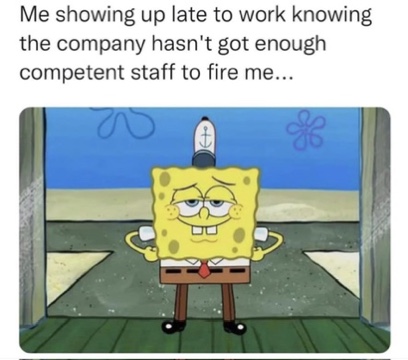 Me showing up late to work knowing
the company hasn't got enough
competent staff to fire me...